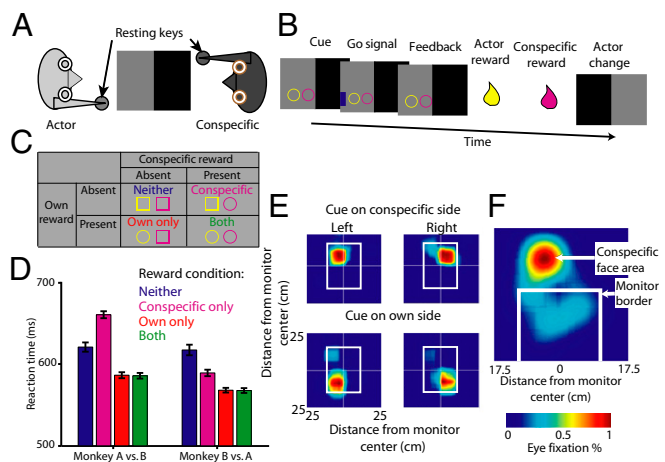 A
Resting keys
Actor
Conspecific
B
Cue
Go signal
Feedback
Actor
reward
Conspecific
reward
Actor
change
Time
C
Conspecific reward
Absent
Present
Own
reward
Absent
Neither
Conspecific
Present
Own only
Both
D
Reward condition:
Neither
Conspecific only
Own only
Both
Reaction time (ms)
700
600
500
Monkey A vs. B
Monkey B vs. A
E
Cue on conspecific side
Left
Right
Cue on own side
Distance from monitor
center (cm)
25
25
25
Distance from monitor
center (cm)
F
Conspecific
face area
Monitor
border
17.5
0
17.5
Distance from monitor
center (cm)
0
0.5
1
Eye fixation %